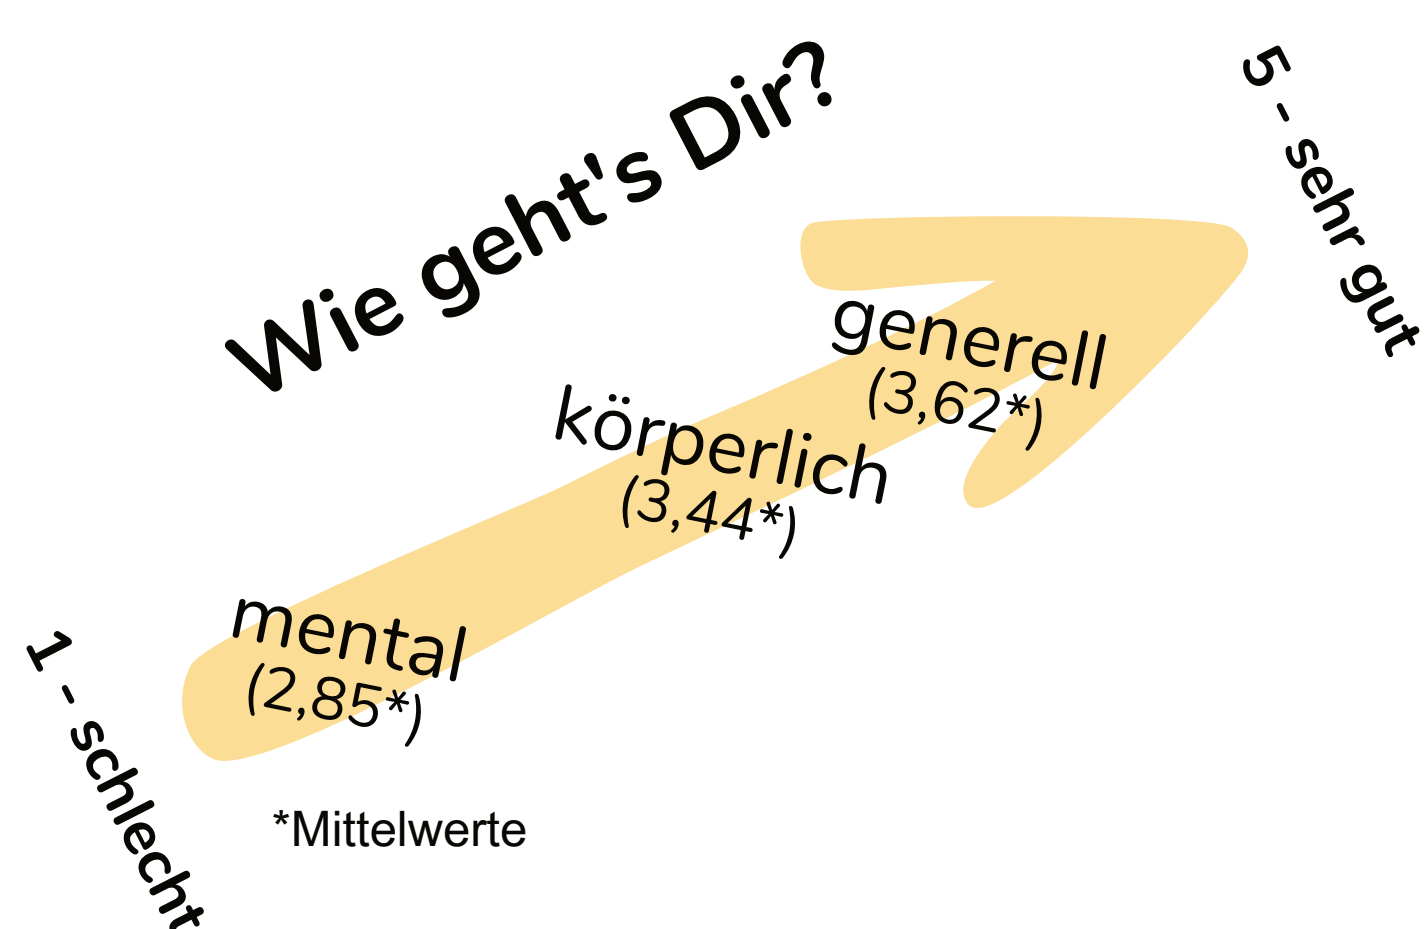 Wie geht's Dir?
5 - sehr gut
generell
(3,62*)
körperlich
(3,44*)
mental
(2,85*)
1 - schlecht
*Mittelwerte